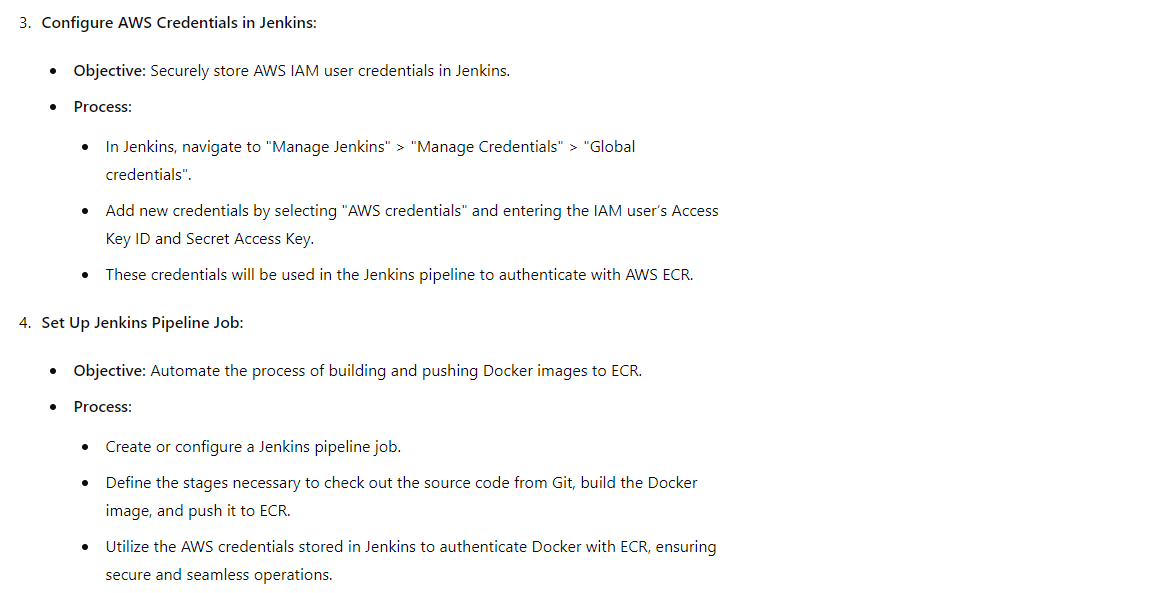 3. Configure AWS Credentials in Jenkins:
• Objective: Securely store AWS IAM user credentials in Jenkins.
• Process:
• In Jenkins, navigate to "Manage Jenkins" > "Manage Credentials" > "Global
credentials".
• Add new credentials by selecting "AWS credentials" and entering the IAM user's Access
Key ID and Secret Access Key.
• These credentials will be used in the Jenkins pipeline to authenticate with AWS ECR.
4. Set Up Jenkins Pipeline Job:
• Objective: Automate the process of building and pushing Docker images to ECR.
• Process:
• Create or configure a Jenkins pipeline job.
• Define the stages necessary to check out the source code from Git, build the Docker
image, and push it to ECR.
• Utilize the AWS credentials stored in Jenkins to authenticate Docker with ECR, ensuring
secure and seamless operations.